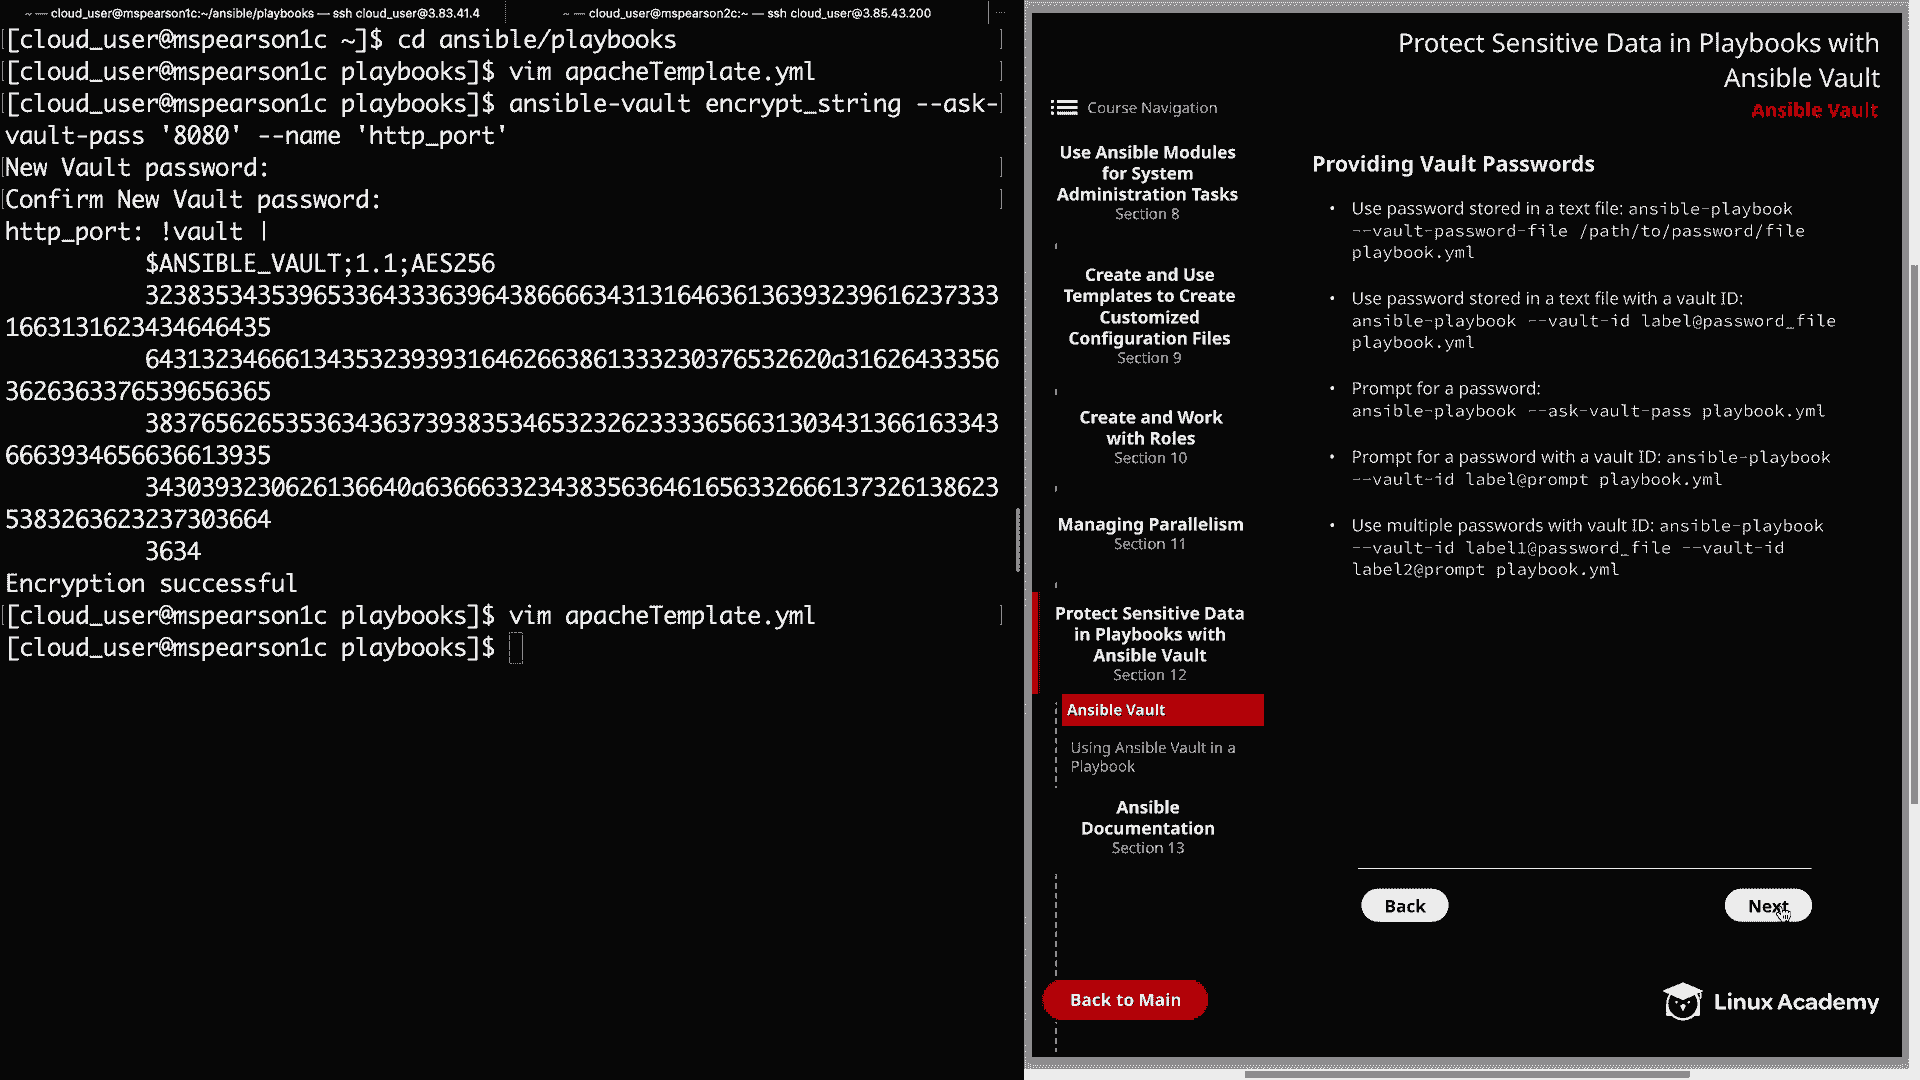 ~ — cloud_user@mspearson1c:~/ansible/playbooks — ssh cloud_user@3.83.41.4
~ — cloud_user@mspearson2c:~ — ssh cloud_user@3.85.43.200
[cloud_user@mspearson1c ~]$ cd ansible/playbooks
[cloud_user@mspearson1c playbooks]$ vim apacheTemplate.yml
[cloud_user@mspearson1c playbooks]$ ansible-vault encrypt_string --ask-
vault-pass '8080' --name 'http_port'
New Vault password:
Confirm New Vault password:
http_port: !vault |
$ANSIBLE_VAULT;1.1;AES256
3238353435396533643336396438666634313164636136393239616237333
1663131623434646435
6431323466613435323939316462663861333230376532620a31626433356
3626363376539656365
3837656265353634363739383534653232623333656631303431366163343
6663934656636613935
3430393230626136640a63666332343835636461656332666137326138623
5383263623237303664
3634
Encryption successful
[cloud_user@mspearson1c playbooks]$ vim apacheTemplate.yml
[cloud_user@mspearson1c playbooks]$
Protect Sensitive Data in Playbooks with
Ansible Vault
Ansible Vault
Course Navigation
Use Ansible Modules
for System
Administration Tasks
Section 8
Create and Use
Templates to Create
Customized
Configuration Files
Section 9
Create and Work
with Roles
Section 10
Managing Parallelism
Section 11
Protect Sensitive Data
in Playbooks with
Ansible Vault
Section 12
Ansible Vault
Using Ansible Vault in a
Playbook
Ansible
Documentation
Section 13
Back to Main
Providing Vault Passwords
• Use password stored in a text file: ansible-playbook
--vault-password-file /path/to/password/file
playbook.yml
• Use password stored in a text file with a vault ID:
ansible-playbook --vault-id label@password_file
playbook.yml
• Prompt for a password:
ansible-playbook --ask-vault-pass playbook.yml
• Prompt for a password with a vault ID: ansible-playbook
--vault-id label@prompt playbook.yml
• Use multiple passwords with vault ID: ansible-playbook
--vault-id label1@password_file --vault-id
label2@prompt playbook.yml
Back
Next
Linux Academy